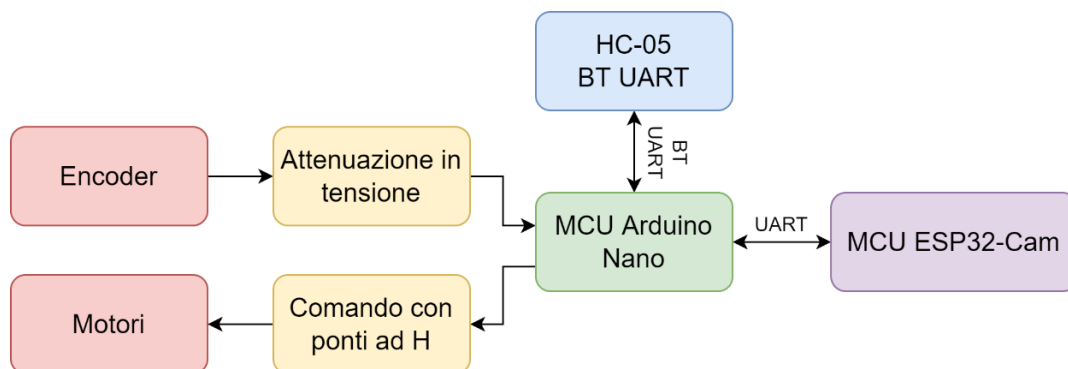 HC-05
BT UART
BT
UART
Encoder
Attenuazione in
tensione
MCU Arduino
Nano
UART
MCU ESP32-Cam
Motori
Comando con
ponti ad H